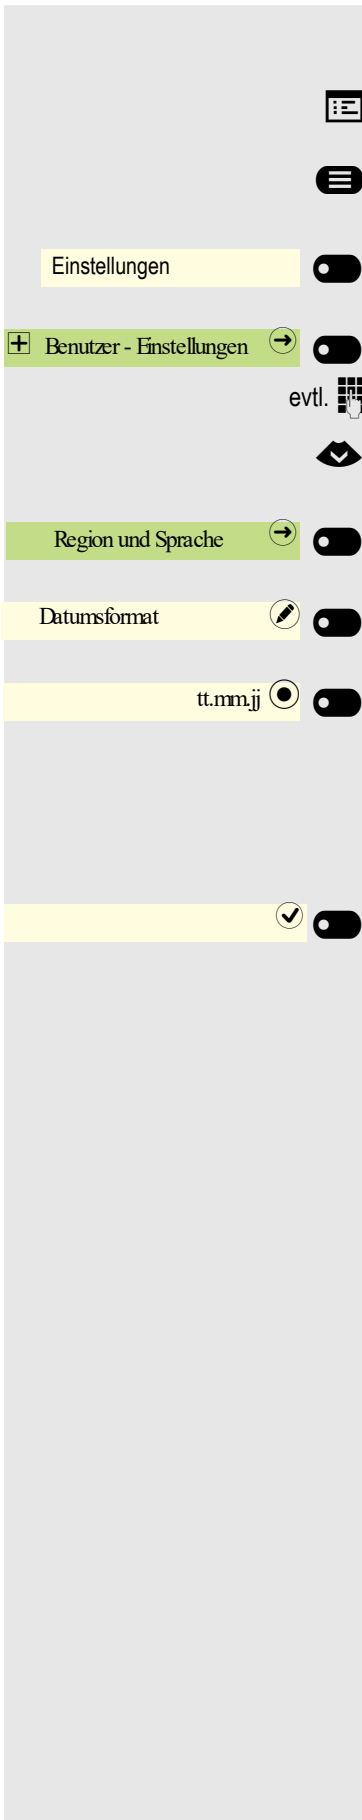 Einstellungen
Benutzer - Einstellungen
evtl.
Region und Sprache
Datumsformat
tt.mm.jj